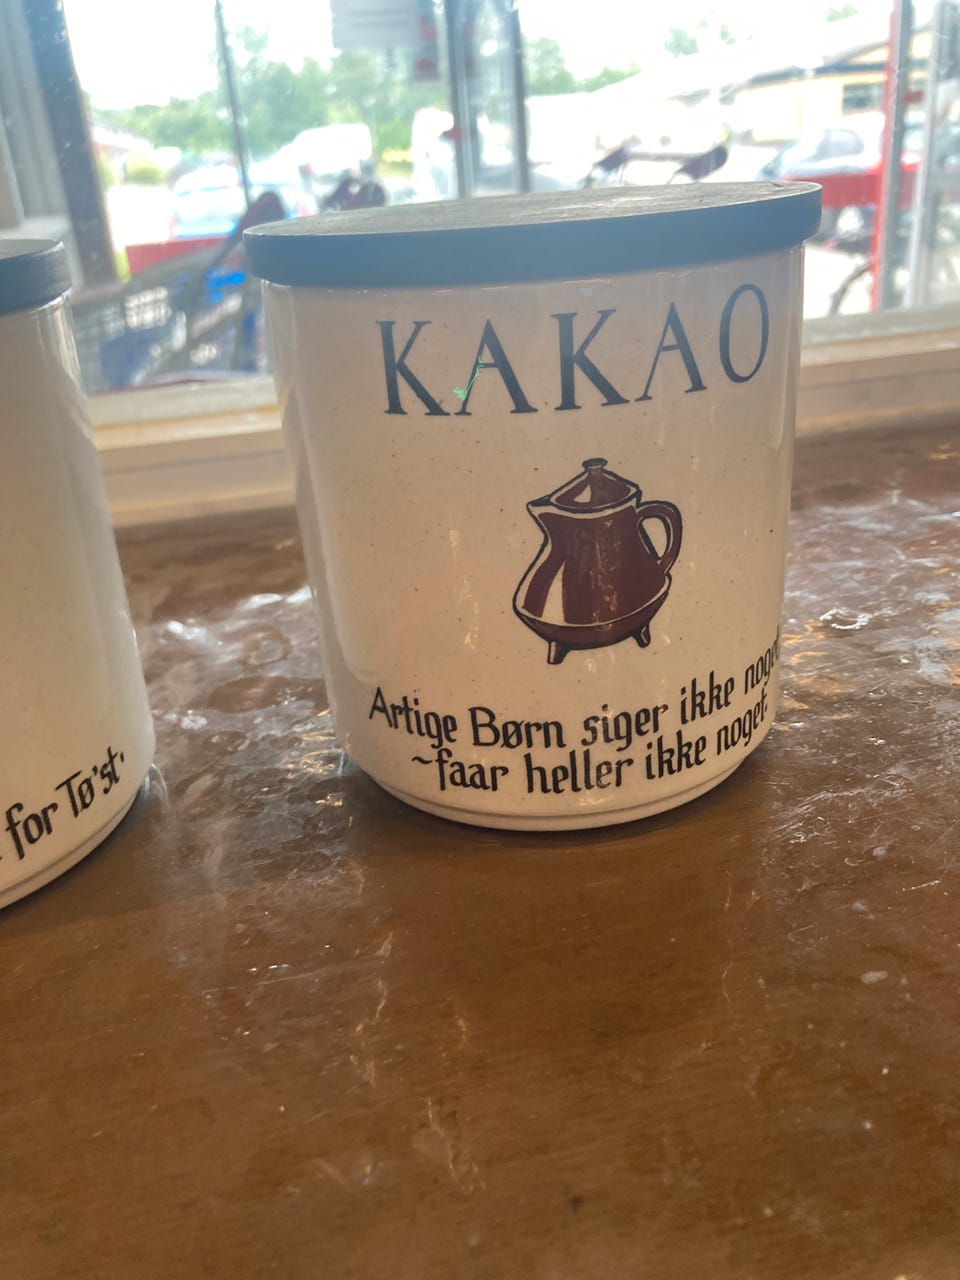 KAKAO
Artige Børn siger ikke noget
~faar heller ikke noget.
for Tø'st.